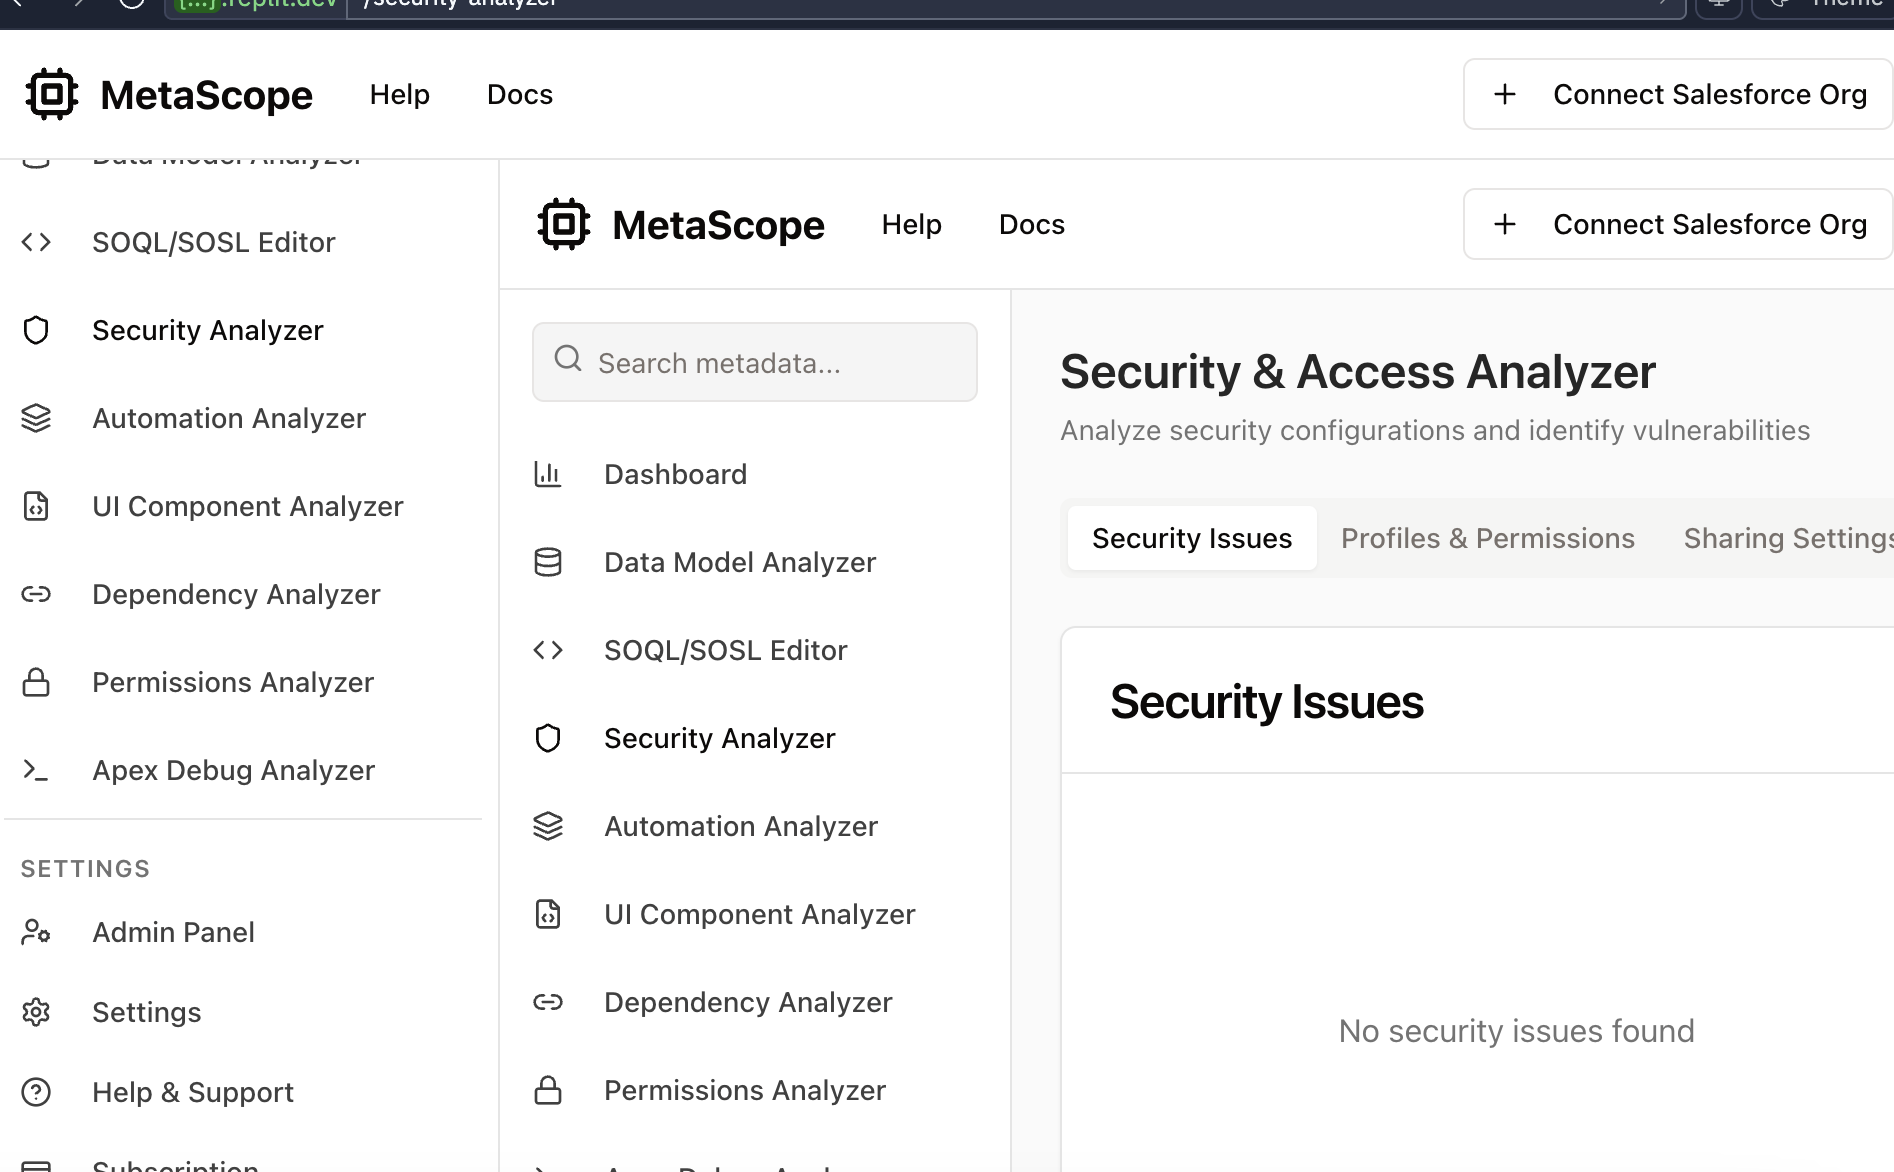 [...].replit.dev /security-analyzer Theme
MetaScope Help Docs + Connect Salesforce Org
Data Model Analyzer
SOQL/SOSL Editor
Security Analyzer
Automation Analyzer
UI Component Analyzer
Dependency Analyzer
Permissions Analyzer
Apex Debug Analyzer
SETTINGS
Admin Panel
Settings
Help & Support
Subscription
MetaScope Help Docs + Connect Salesforce Org
Search metadata...
Dashboard
Data Model Analyzer
SOQL/SOSL Editor
Security Analyzer
Automation Analyzer
UI Component Analyzer
Dependency Analyzer
Permissions Analyzer
Security & Access Analyzer
Analyze security configurations and identify vulnerabilities
Security Issues Profiles & Permissions Sharing Settings
Security Issues
No security issues found